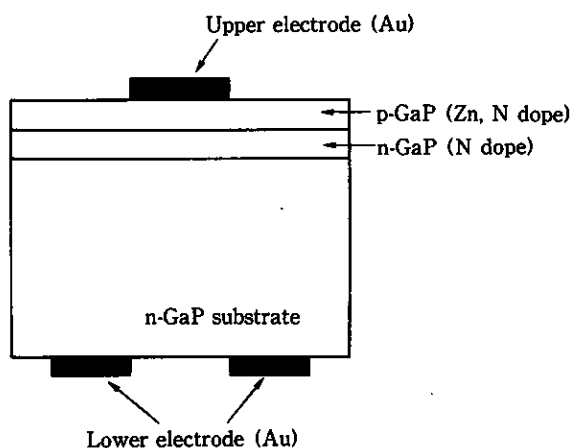 Upper electrode (Au)
p-GaP (Zn, N dope)
n-GaP (N dope)
n-GaP substrate
Lower electrode (Au)